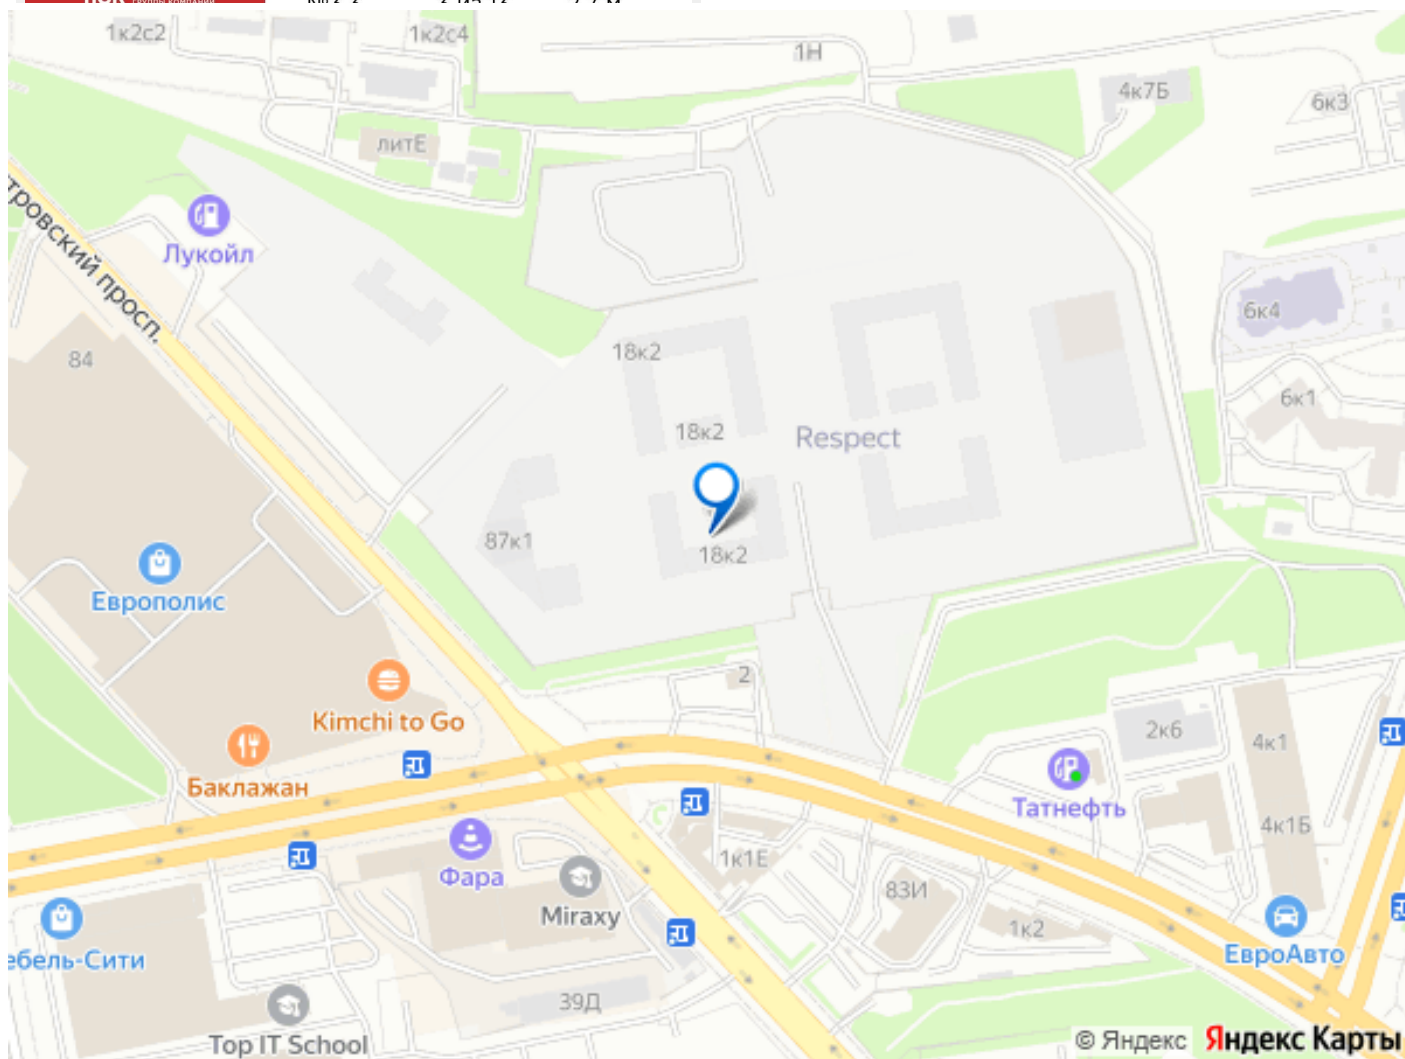 1к2с2
1к2с4
1Н
4к7Б
6к3
литЕ
тровский просп.
Лукойл
84
6к4
18к2
6к1
18к2
Respect
87к1
18к2
Европолис
2
Kimchi to Go
2к6
4к1
Баклажан
Татнефть
4к1Б
1к1Е
Фара
83И
Miraxy
1к2
ебель-Сити
ЕвроАвто
39Д
Top IT School
© Яндекс Яндекс Карты